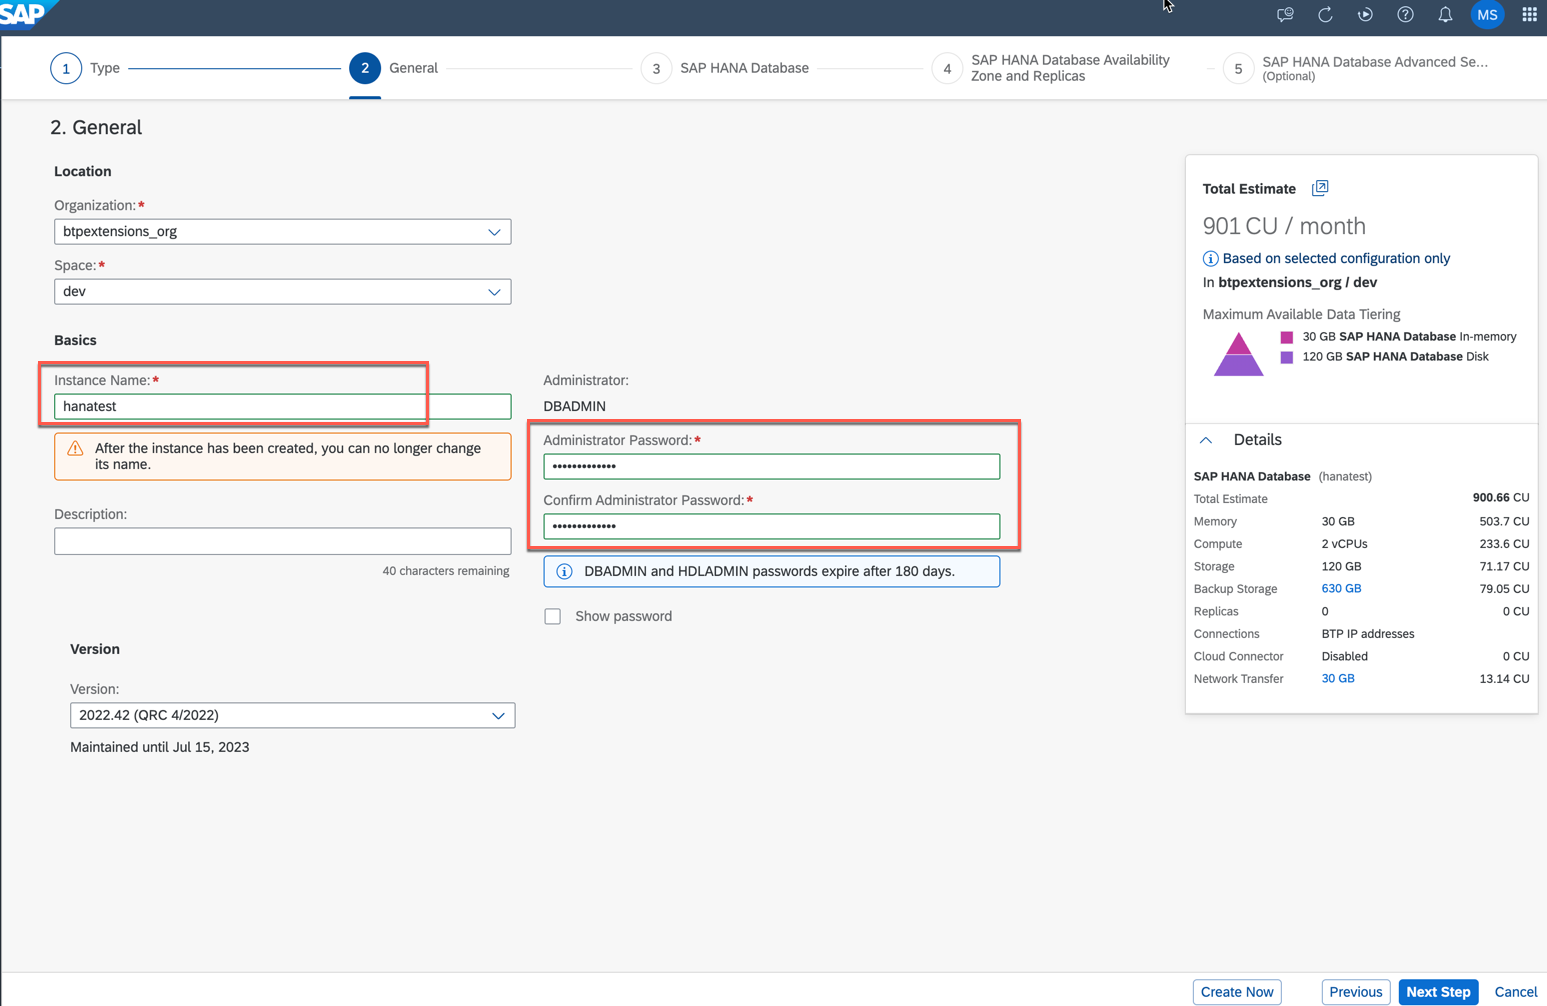 SAP
MS
1 Type
2 General
3 SAP HANA Database
4 SAP HANA Database Availability
Zone and Replicas
5 SAP HANA Database Advanced Se...
(Optional)
2. General
Location
Organization:*
btpextensions_org
Space:*
dev
Basics
Instance Name:*
hanatest
After the instance has been created, you can no longer change
its name.
Description:
40 characters remaining
Administrator:
DBADMIN
Administrator Password:*
•••••••••••••
Confirm Administrator Password:*
•••••••••••••
DBADMIN and HDLADMIN passwords expire after 180 days.
Show password
Version
Version:
2022.42 (QRC 4/2022)
Maintained until Jul 15, 2023
Total Estimate
901 CU / month
Based on selected configuration only
In btpextensions_org / dev
Maximum Available Data Tiering
30 GB SAP HANA Database In-memory
120 GB SAP HANA Database Disk
Details
SAP HANA Database (hanatest)
Total Estimate 900.66 CU
Memory 30 GB 503.7 CU
Compute 2 vCPUs 233.6 CU
Storage 120 GB 71.17 CU
Backup Storage 630 GB 79.05 CU
Replicas 0 0 CU
Connections BTP IP addresses
Cloud Connector Disabled 0 CU
Network Transfer 30 GB 13.14 CU
Create Now Previous Next Step Cancel